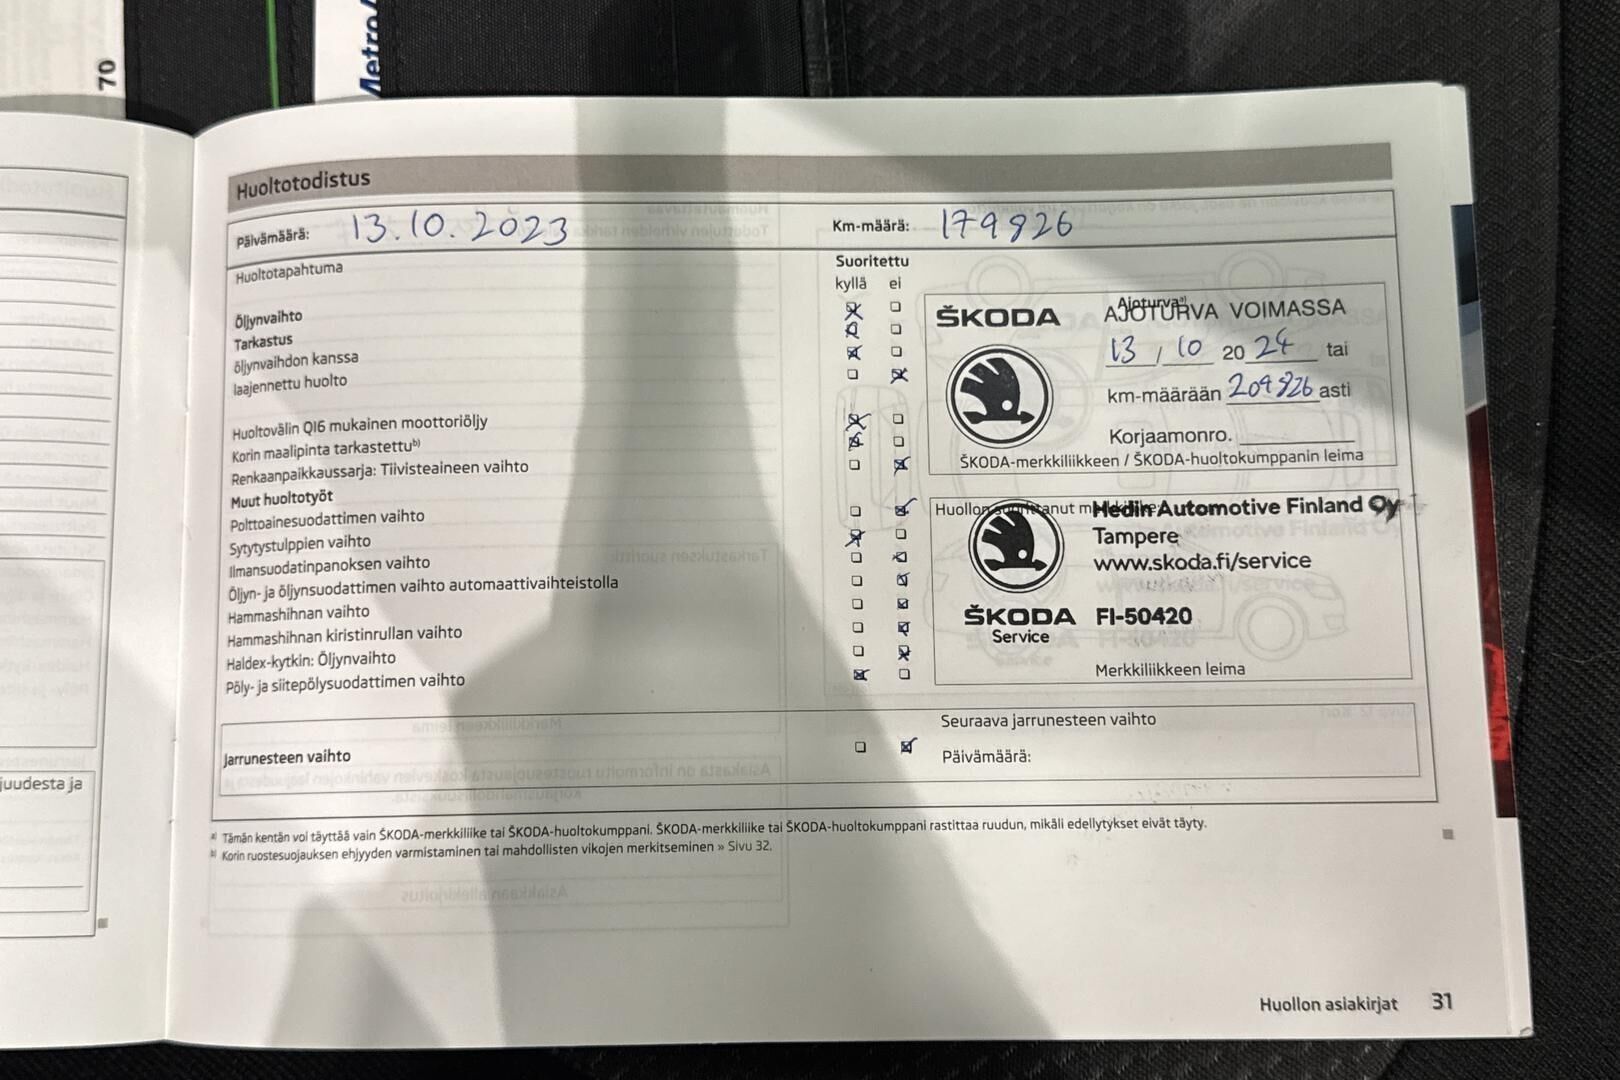 70
Metro
Huoltotodistus
Päivämäärä: 13.10.2023 Km-määrä: 179826
Huoltotapahtuma Suoritettu
kyllä ei
Öljynvaihto
Tarkastus
öljynvaihdon kanssa
laajennettu huolto
Huoltovälin QI6 mukainen moottoriöljy
Korin maalipinta tarkastettu b)
Renkaanpaikkaussarja: Tiivisteaineen vaihto
Muut huoltotyöt
Polttoainesuodattimen vaihto
Sytytystulppien vaihto
Ilmansuodatinpanoksen vaihto
Öljyn- ja öljynsuodattimen vaihto automaattivaihteistolla
Hammashihnan vaihto
Hammashihnan kiristinrullan vaihto
Haldex-kytkin: Öljynvaihto
Pöly- ja siitepölysuodattimen vaihto
ŠKODA
Ajoturva a)
AJOTURVA VOIMASSA
13 / 10 20 24 tai
km-määrään 209826 asti
Korjaamonro.
ŠKODA-merkkiliikkeen / ŠKODA-huoltokumppanin leima
Hedin Automotive Finland Oy
Tampere
www.skoda.fi/service
ŠKODA FI-50420
Service
Merkkiliikkeen leima
Jarrunesteen vaihto
Seuraava jarrunesteen vaihto
Päivämäärä:
a) Tämän kentän voi täyttää vain ŠKODA-merkkiliike tai ŠKODA-huoltokumppani. ŠKODA-merkkiliike tai ŠKODA-huoltokumppani rastittaa ruudun, mikäli edellytykset eivät täyty.
b) Korin ruostesuojauksen ehjyyden varmistaminen tai mahdollisten vikojen merkitseminen » Sivu 32.
juudesta ja
Huollon asiakirjat 31